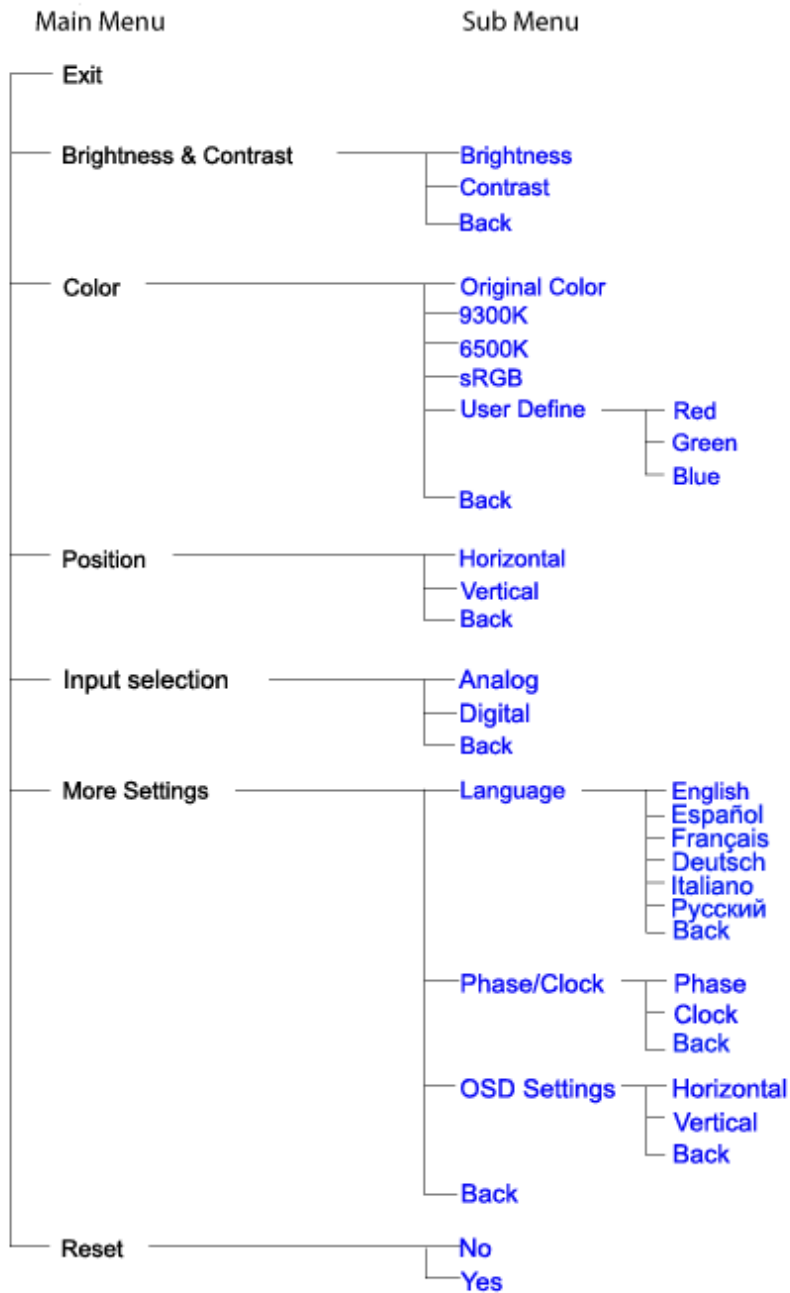 Main Menu Sub Menu
Exit
Brightness & Contrast Brightness
Contrast
Back
Color Original Color
9300K
6500K
sRGB
User Define Red
Green
Blue
Back
Position Horizontal
Vertical
Back
Input selection Analog
Digital
Back
More Settings Language English
Español
Français
Deutsch
Italiano
Русский
Back
Phase/Clock Phase
Clock
Back
OSD Settings Horizontal
Vertical
Back
Back
Reset No
Yes